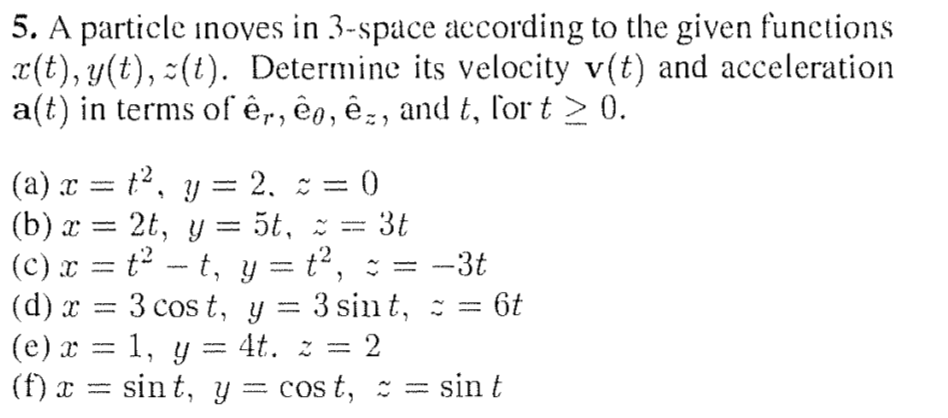 5. A particle moves in 3-space according to the given functions
x(t), y(t), z(t). Determine its velocity v(t) and acceleration
a(t) in terms of ê_r, ê_θ, ê_z, and t, for t ≥ 0.
(a) x = t², y = 2, z = 0
(b) x = 2t, y = 5t, z = 3t
(c) x = t² − t, y = t², z = −3t
(d) x = 3 cos t, y = 3 sin t, z = 6t
(e) x = 1, y = 4t, z = 2
(f) x = sin t, y = cos t, z = sin t